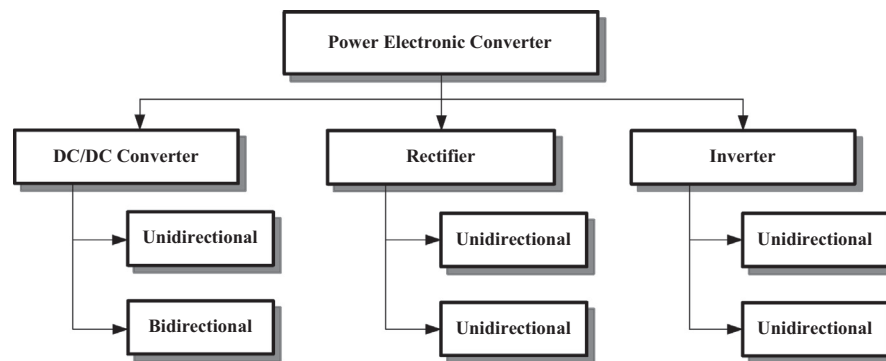 Power Electronic Converter
DC/DC Converter
Rectifier
Inverter
Unidirectional
Unidirectional
Unidirectional
Bidirectional
Unidirectional
Unidirectional